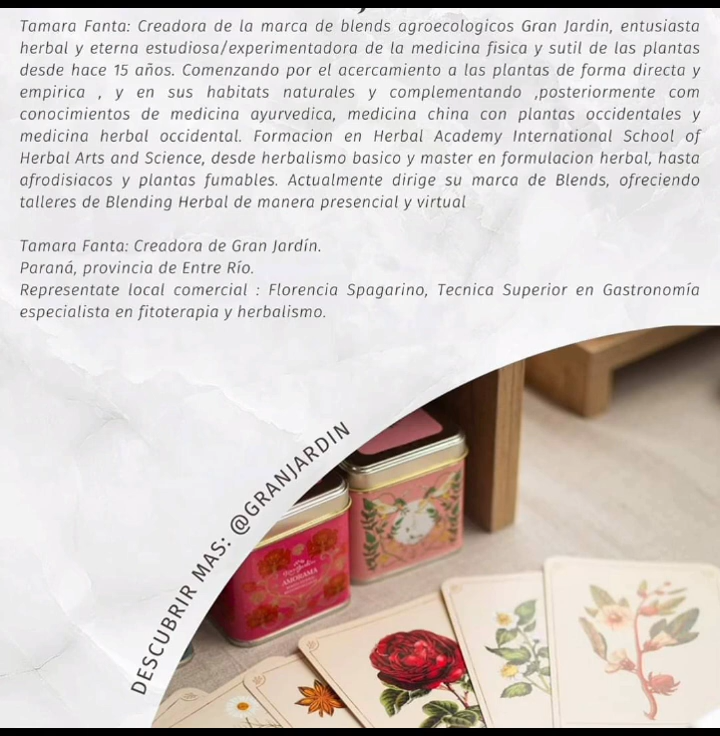 Tamara Fanta: Creadora de la marca de blends agroecologicos Gran Jardin, entusiasta
herbal y eterna estudiosa/experimentadora de la medicina fisica y sutil de las plantas
desde hace 15 años. Comenzando por el acercamiento a las plantas de forma directa y
empirica , y en sus habitats naturales y complementando ,posteriormente com
conocimientos de medicina ayurvedica, medicina china con plantas occidentales y
medicina herbal occidental. Formacion en Herbal Academy International School of
Herbal Arts and Science, desde herbalismo basico y master en formulacion herbal, hasta
afrodisiacos y plantas fumables. Actualmente dirige su marca de Blends, ofreciendo
talleres de Blending Herbal de manera presencial y virtual
Tamara Fanta: Creadora de Gran Jardín.
Paraná, provincia de Entre Río.
Representate local comercial : Florencia Spagarino, Tecnica Superior en Gastronomía
especialista en fitoterapia y herbalismo.
DESCUBRIR MAS: @GRANJARDIN
Gran Jardín
AMORAMA